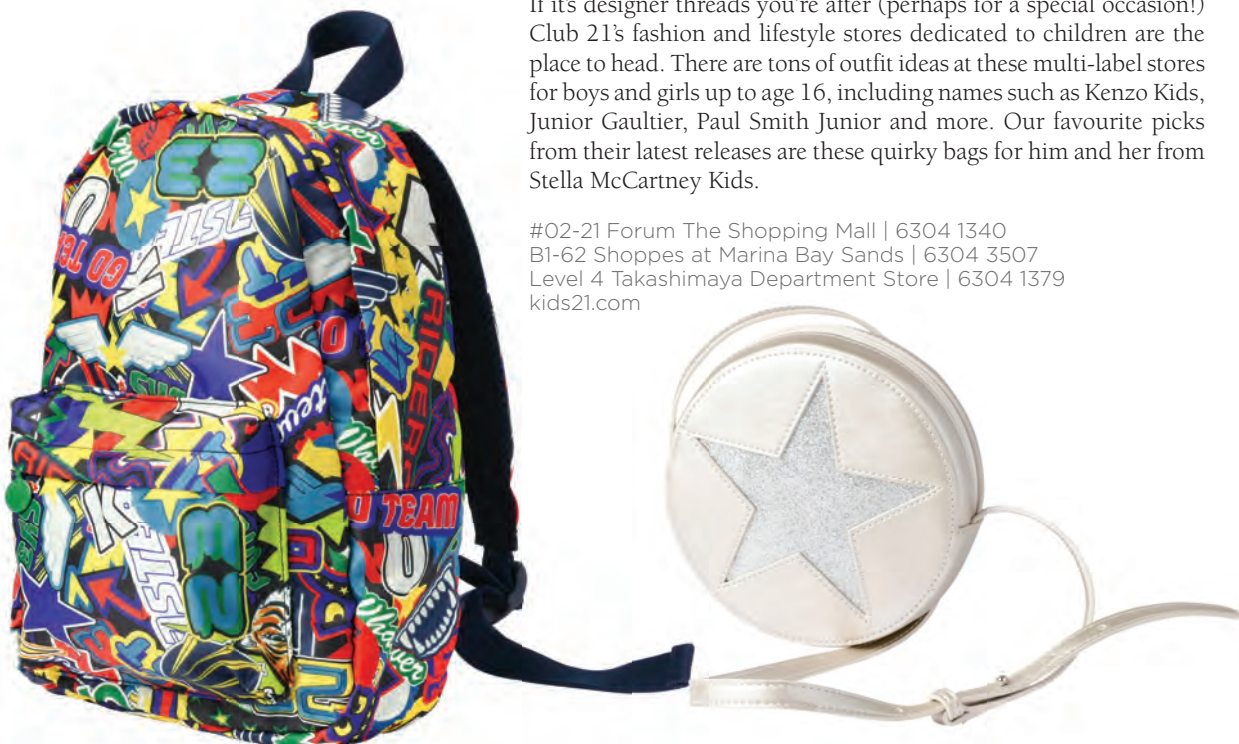 If it's designer threads you're after (perhaps for a special occasion!)
Club 21's fashion and lifestyle stores dedicated to children are the
place to head. There are tons of outfit ideas at these multi-label stores
for boys and girls up to age 16, including names such as Kenzo Kids,
Junior Gaultier, Paul Smith Junior and more. Our favourite picks
from their latest releases are these quirky bags for him and her from
Stella McCartney Kids.
#02-21 Forum The Shopping Mall | 6304 1340
B1-62 Shoppes at Marina Bay Sands | 6304 3507
Level 4 Takashimaya Department Store | 6304 1379
kids21.com
GO TEAM
RIDERS
O TEAM